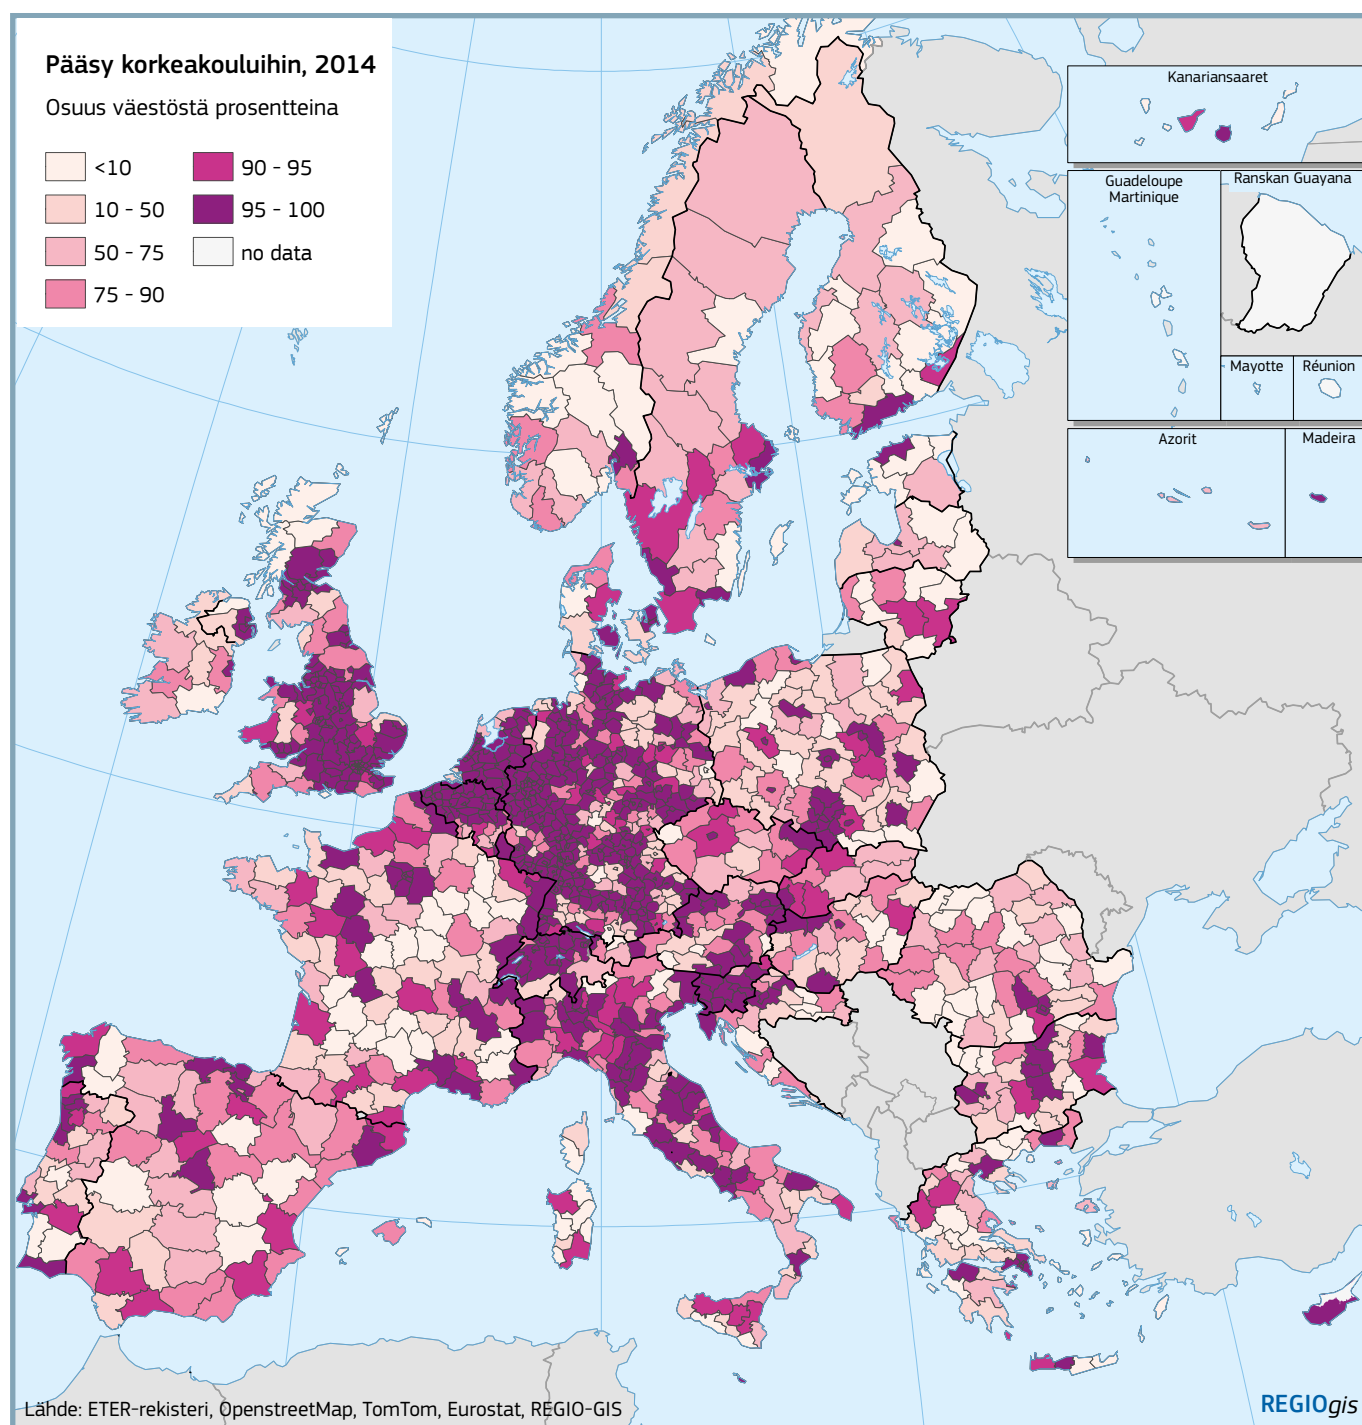 Pääsy korkeakouluihin, 2014
Osuus väestöstä prosentteina
<10
10 - 50
50 - 75
75 - 90
90 - 95
95 - 100
no data
Kanariansaaret
Guadeloupe
Martinique
Ranskan Guayana
Mayotte
Réunion
Azorit
Madeira
Lähde: ETER-rekisteri, OpenstreetMap, TomTom, Eurostat, REGIO-GIS
REGIOgis